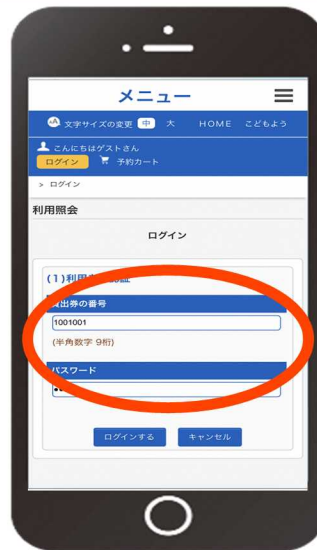 メニュー
文字サイズの変更 中 大 HOME こどもよう
こんにちはゲストさん
ログイン 予約カート
> ログイン
利用照会
ログイン
(1)利用
貸出券の番号
1001001
(半角数字 9桁)
パスワード
ログインする キャンセル